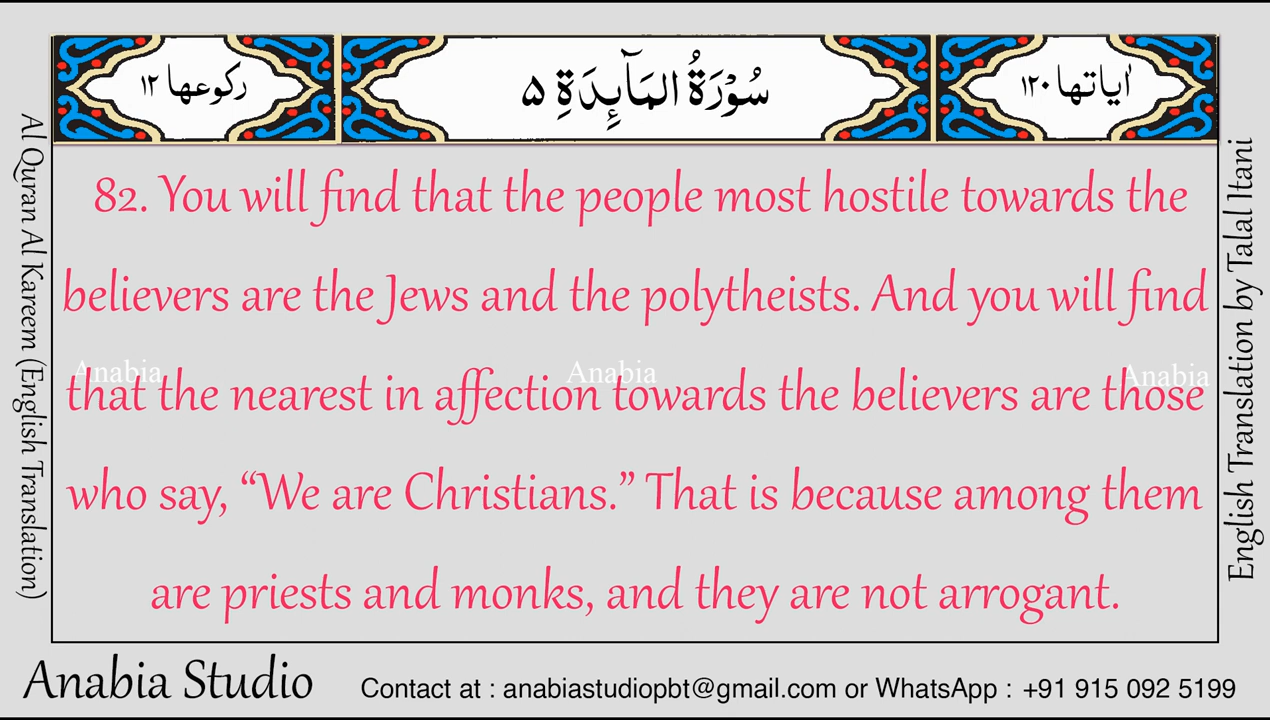 اٰیاتها ۱۲۰
سُوْرَةُ المَآىِٕدَةِ ۵
رکوعها ۱۲
Al Quran Al Kareem (English Translation)
82. You will find that the people most hostile towards the
believers are the Jews and the polytheists. And you will find
that the nearest in affection towards the believers are those
who say, “We are Christians.” That is because among them
are priests and monks, and they are not arrogant.
Anabia Anabia Anabia
English Translation by Talal Itani
Anabia Studio
Contact at : anabiastudiopbt@gmail.com or WhatsApp : +91 915 092 5199